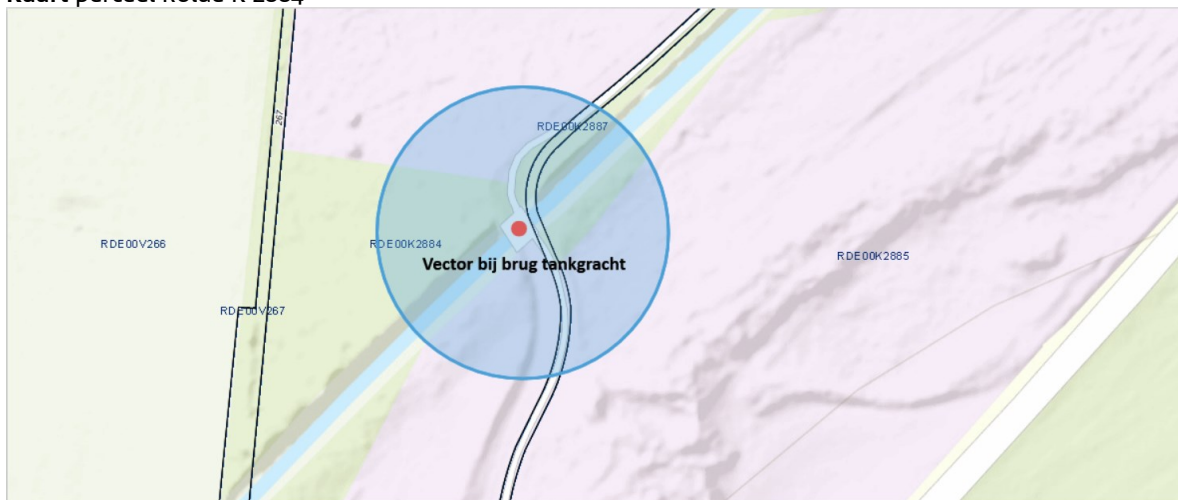 Kaart perceel Rolde K 2884
267
RDE00K2887
RDE00V266
RDE00K2884
RDE00K2885
Vector bij brug tankgracht
RDE00V267